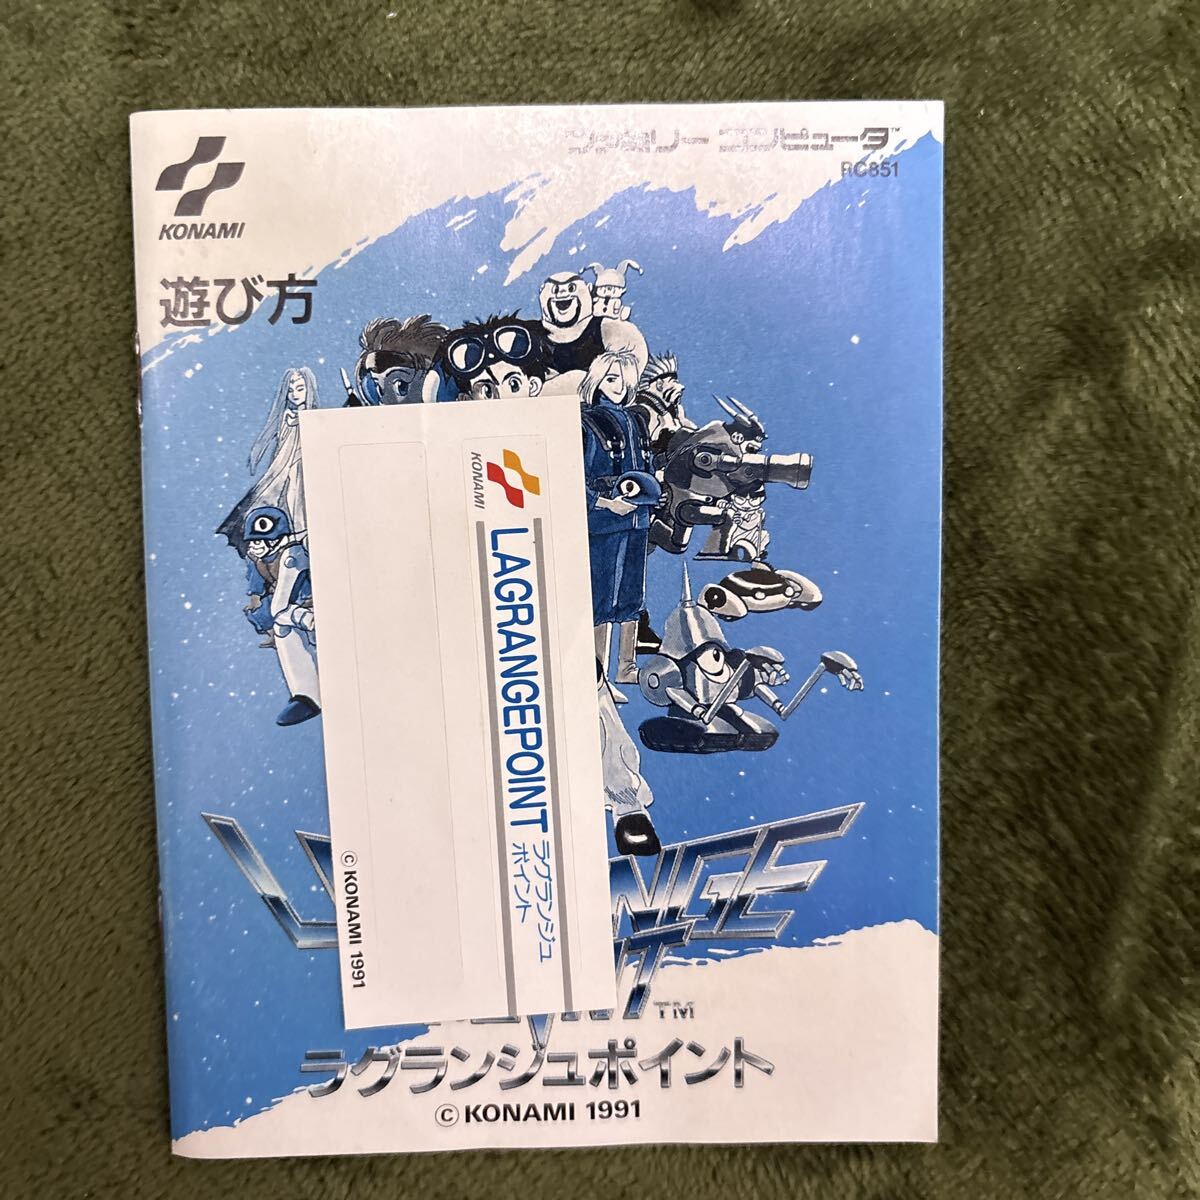 KONAMI
ファミリー コンピュータ™
RC851
遊び方
KONAMI
LAGRANGEPOINT
ラグランジュ
ポイント
© KONAMI 1991
TM
ラグランジュポイント
© KONAMI 1991